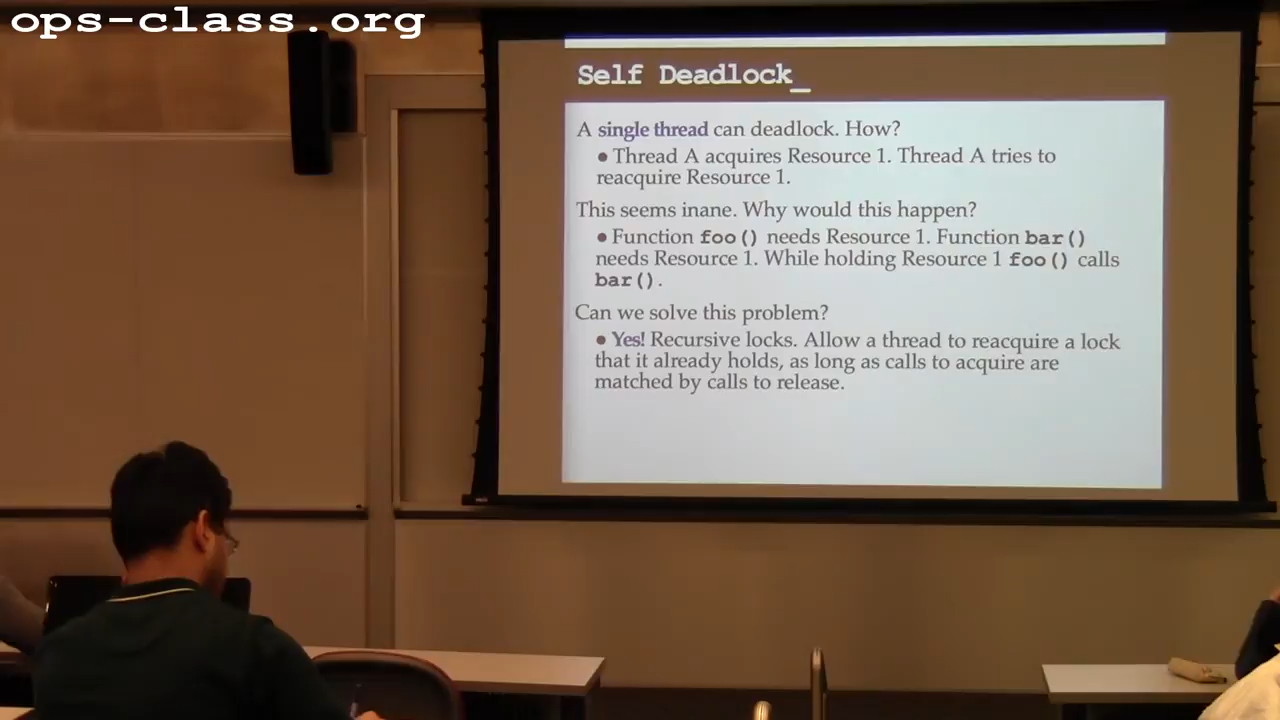 ops-class.org
Self Deadlock_
A single thread can deadlock. How?
● Thread A acquires Resource 1. Thread A tries to
reacquire Resource 1.
This seems inane. Why would this happen?
● Function foo() needs Resource 1. Function bar()
needs Resource 1. While holding Resource 1 foo() calls
bar().
Can we solve this problem?
● Yes! Recursive locks. Allow a thread to reacquire a lock
that it already holds, as long as calls to acquire are
matched by calls to release.